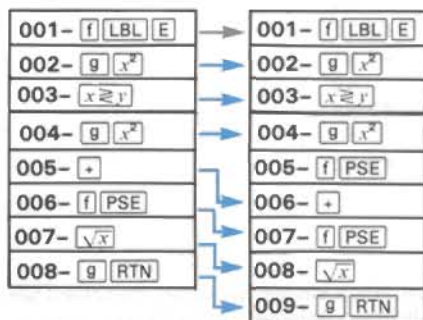 001– f LBL E
002– g x²
003– x≷y
004– g x²
005– +
006– f PSE
007– √x
008– g RTN
001– f LBL E
002– g x²
003– x≷y
004– g x²
005– f PSE
006– +
007– f PSE
008– √x
009– g RTN